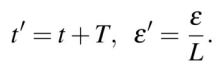 t′ = t + T, ε′ = ε/L.